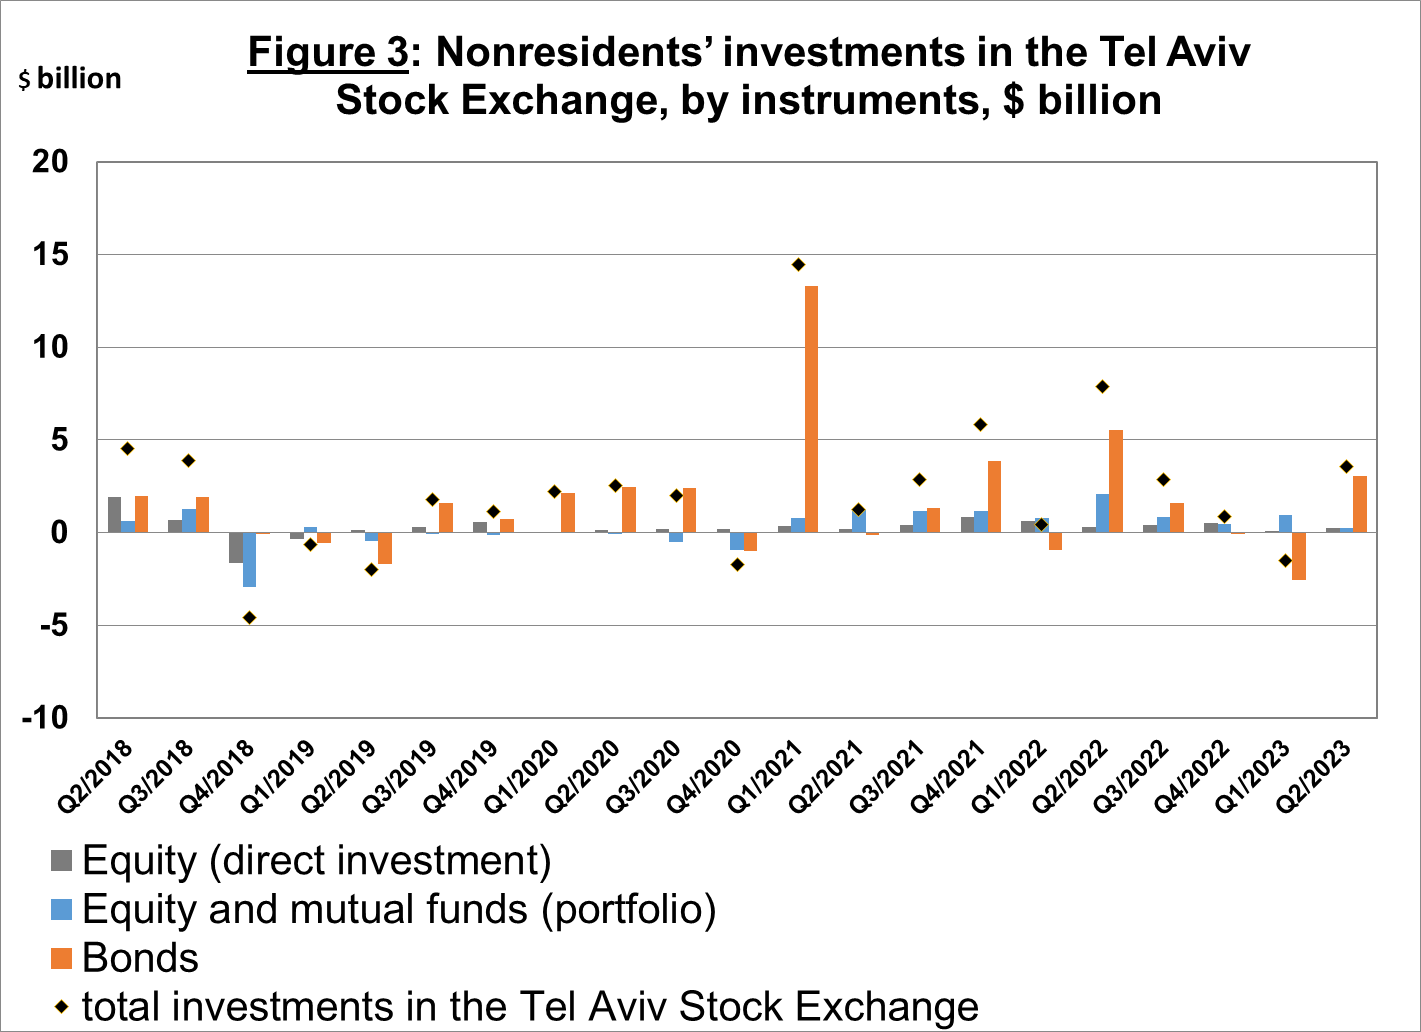 Figure 3: Nonresidents’ investments in the Tel Aviv
Stock Exchange, by instruments, $ billion
$ billion
20
15
10
5
0
-5
-10
Q2/2018
Q3/2018
Q4/2018
Q1/2019
Q2/2019
Q3/2019
Q4/2019
Q1/2020
Q2/2020
Q3/2020
Q4/2020
Q1/2021
Q2/2021
Q3/2021
Q4/2021
Q1/2022
Q2/2022
Q3/2022
Q4/2022
Q1/2023
Q2/2023
Equity (direct investment)
Equity and mutual funds (portfolio)
Bonds
total investments in the Tel Aviv Stock Exchange